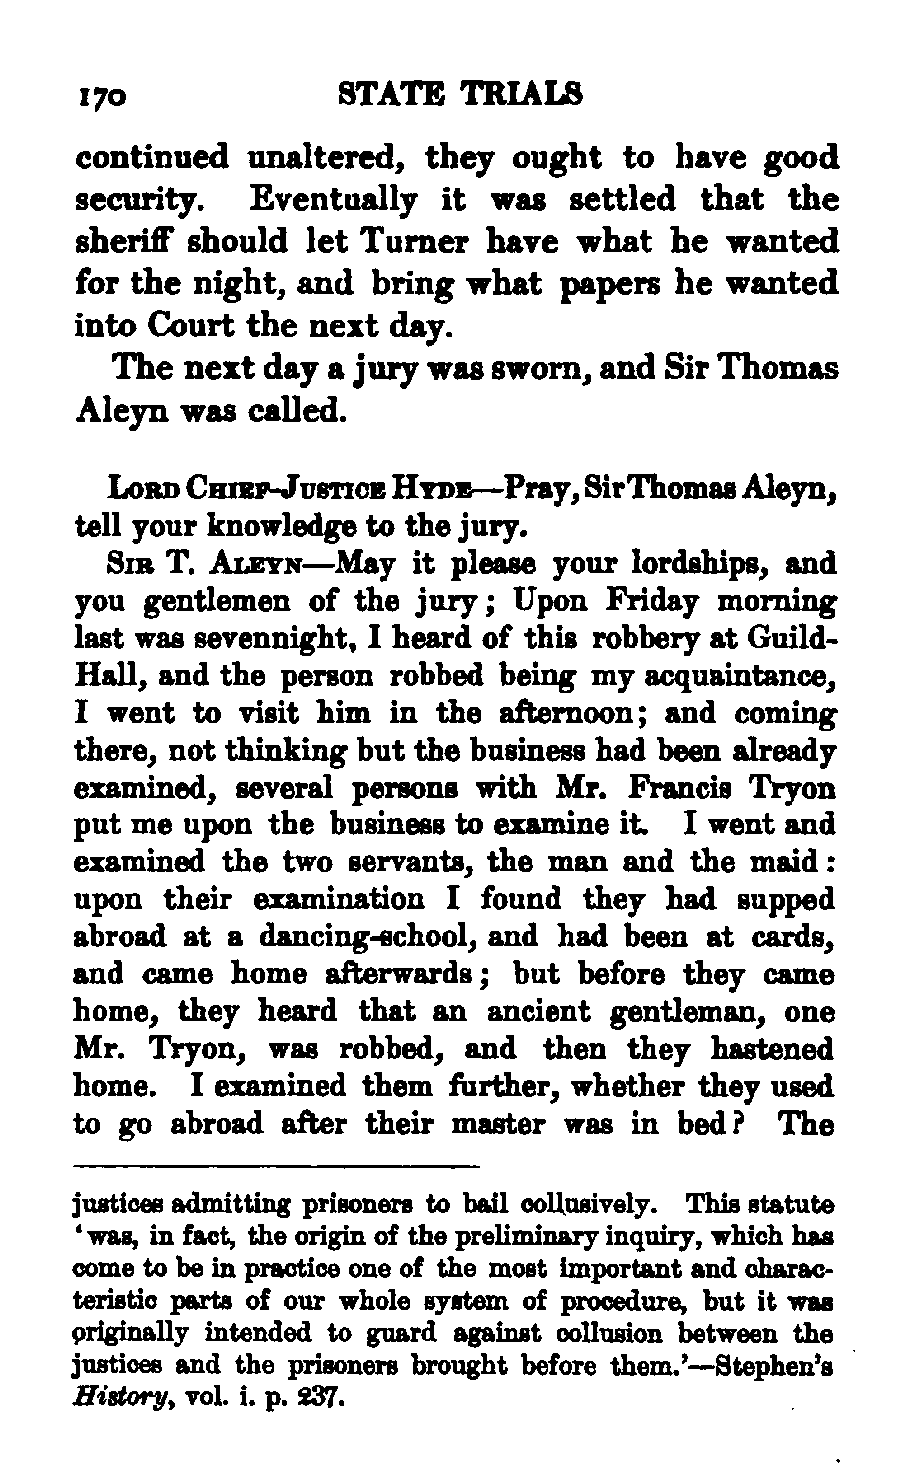 170 STATE TRIALS
continued unaltered, they ought to have good
security. Eventually it was settled that the
sheriff should let Turner have what he wanted
for the night, and bring what papers he wanted
into Court the next day.
The next day a jury was sworn, and Sir Thomas
Aleyn was called.
LORD CHIEF-JUSTICE HYDE—Pray, Sir Thomas Aleyn,
tell your knowledge to the jury.
SIR T. ALEYN—May it please your lordships, and
you gentlemen of the jury; Upon Friday morning
last was sevennight, I heard of this robbery at Guild-
Hall, and the person robbed being my acquaintance,
I went to visit him in the afternoon; and coming
there, not thinking but the business had been already
examined, several persons with Mr. Francis Tryon
put me upon the business to examine it. I went and
examined the two servants, the man and the maid:
upon their examination I found they had supped
abroad at a dancing-school, and had been at cards,
and came home afterwards; but before they came
home, they heard that an ancient gentleman, one
Mr. Tryon, was robbed, and then they hastened
home. I examined them further, whether they used
to go abroad after their master was in bed? The
justices admitting prisoners to bail collusively. This statute
‘was, in fact, the origin of the preliminary inquiry, which has
come to be in practice one of the most important and charac-
teristic parts of our whole system of procedure, but it was
originally intended to guard against collusion between the
justices and the prisoners brought before them.’—Stephen’s
History, vol. i. p. 237.